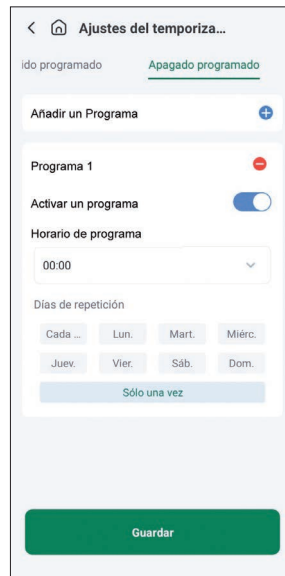 Ajustes del temporiza...
ido programado Apagado programado
Añadir un Programa
Programa 1
Activar un programa
Horario de programa
00:00
Días de repetición
Cada ... Lun. Mart. Miérc.
Juev. Vier. Sáb. Dom.
Sólo una vez
Guardar